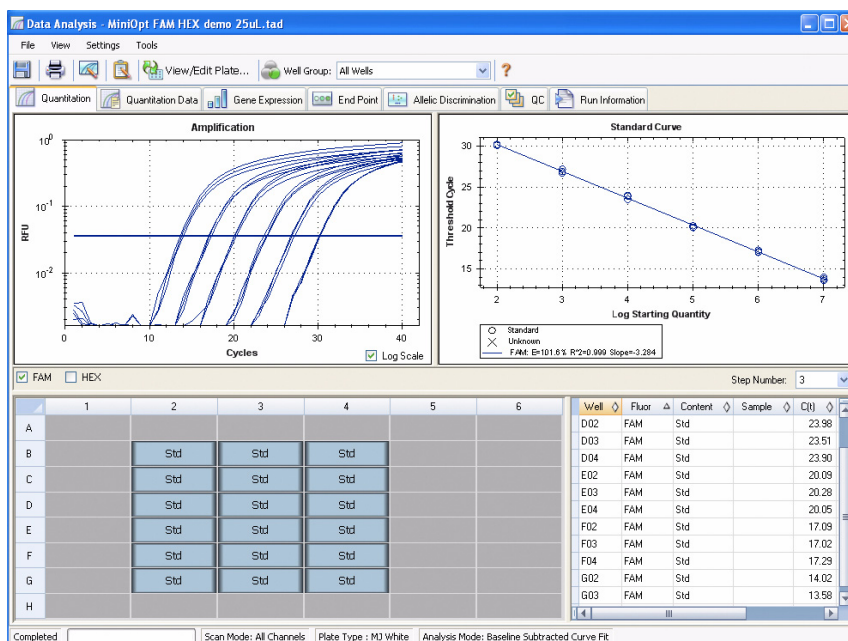 Data Analysis - MiniOpt FAM HEX demo 25uL.tad
File View Settings Tools
View/Edit Plate... Well Group: All Wells ?
Quantitation Quantitation Data Gene Expression End Point Allelic Discrimination QC Run Information
Amplification
10^0
10^-1
10^-2
RFU
0 10 20 30 40
Cycles
Log Scale
Standard Curve
30
25
20
15
Threshold Cycle
2 3 4 5 6 7
Log Starting Quantity
Standard
Unknown
FAM: E=101.6% R^2=0.999 Slope=-3.284
FAM HEX Step Number: 3
1 2 3 4 5 6
A
B Std Std Std
C Std Std Std
D Std Std Std
E Std Std Std
F Std Std Std
G Std Std Std
H
Well Fluor Content Sample C(t)
D02 FAM Std 23.98
D03 FAM Std 23.51
D04 FAM Std 23.90
E02 FAM Std 20.09
E03 FAM Std 20.28
E04 FAM Std 20.05
F02 FAM Std 17.09
F03 FAM Std 17.02
F04 FAM Std 17.29
G02 FAM Std 14.02
G03 FAM Std 13.58
Completed Scan Mode: All Channels Plate Type : MJ White Analysis Mode: Baseline Subtracted Curve Fit